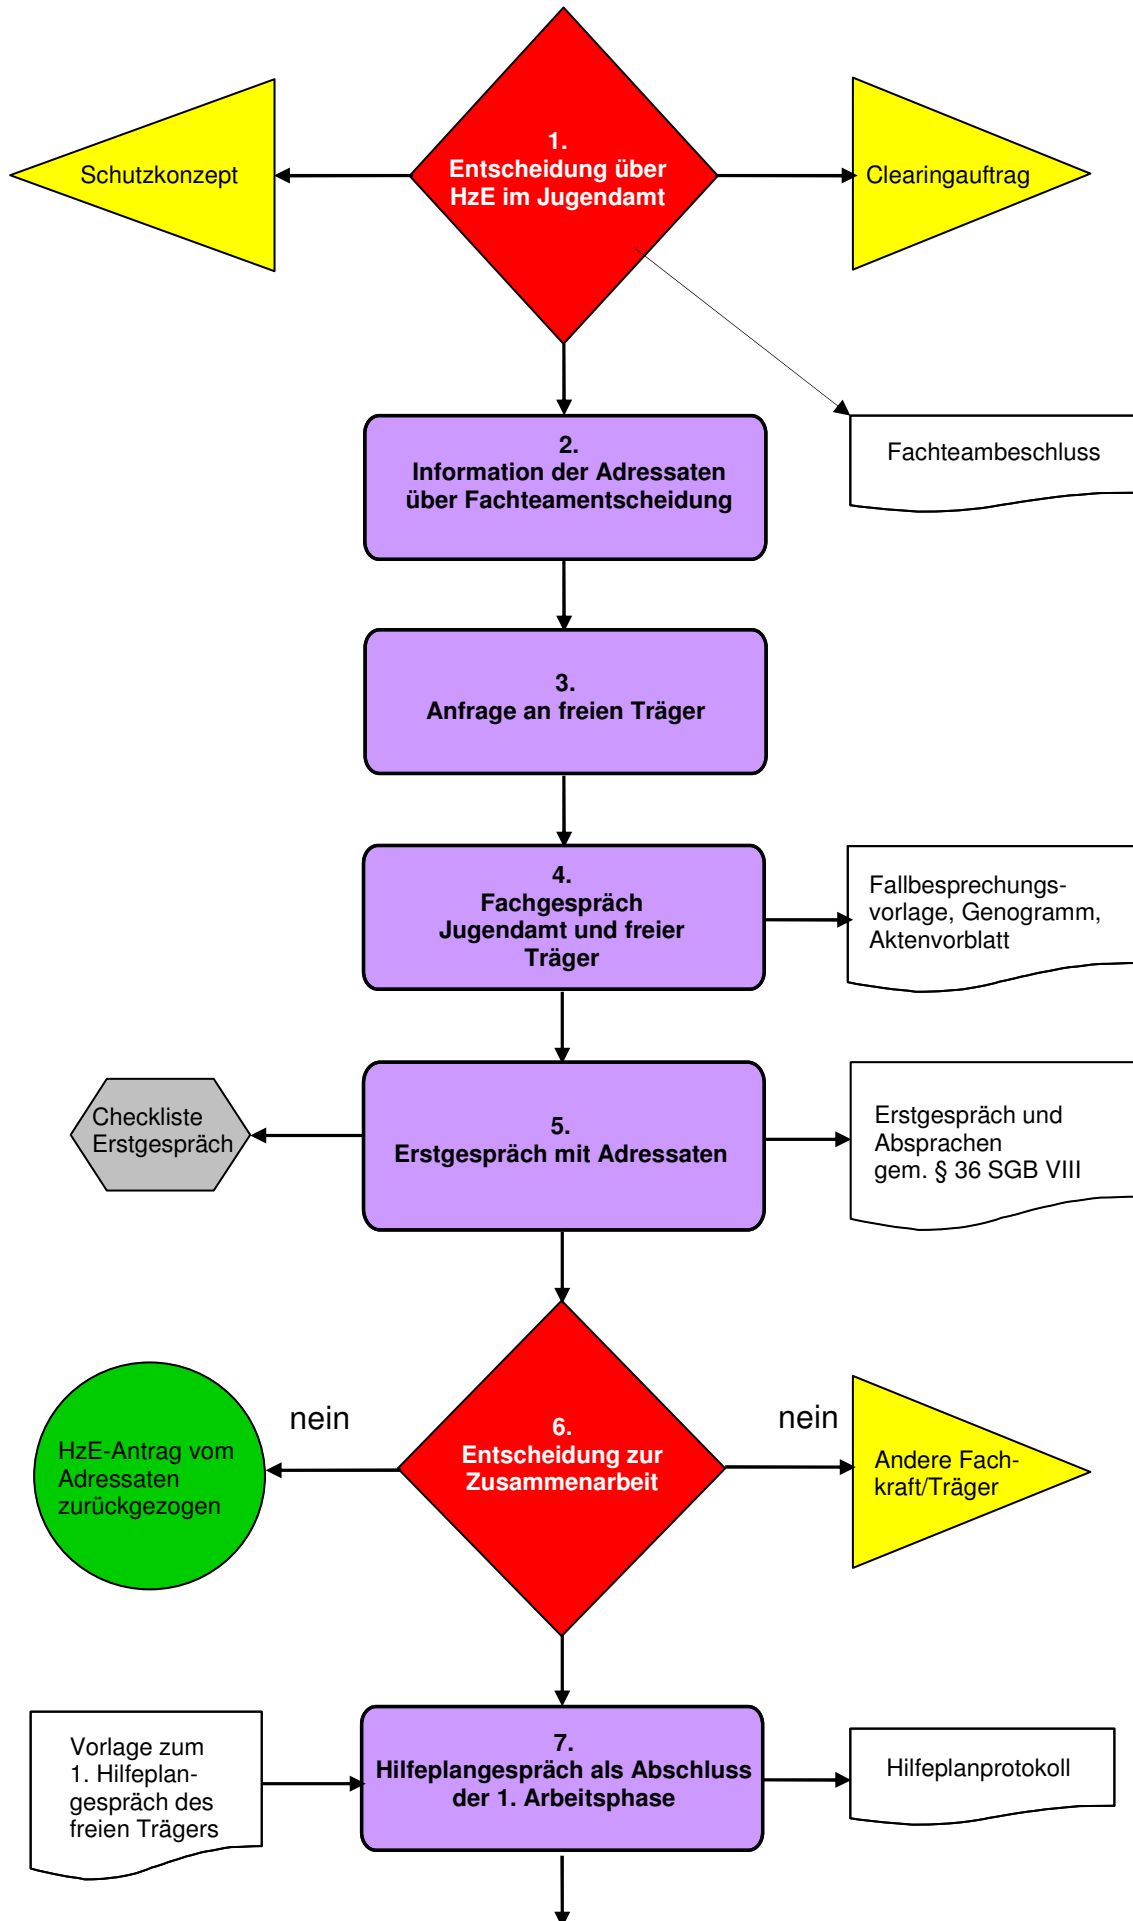 1.
Entscheidung über
HzE im Jugendamt
Schutzkonzept
Clearingauftrag
Fachteambeschluss
2.
Information der Adressaten
über Fachteamentscheidung
3.
Anfrage an freien Träger
4.
Fachgespräch
Jugendamt und freier
Träger
Fallbesprechungs-
vorlage, Genogramm,
Aktenvorblatt
Checkliste
Erstgespräch
5.
Erstgespräch mit Adressaten
Erstgespräch und
Absprachen
gem. § 36 SGB VIII
nein
nein
HzE-Antrag vom
Adressaten
zurückgezogen
6.
Entscheidung zur
Zusammenarbeit
Andere Fach-
kraft/Träger
Vorlage zum
1. Hilfeplan-
gespräch des
freien Trägers
7.
Hilfeplangespräch als Abschluss
der 1. Arbeitsphase
Hilfeplanprotokoll